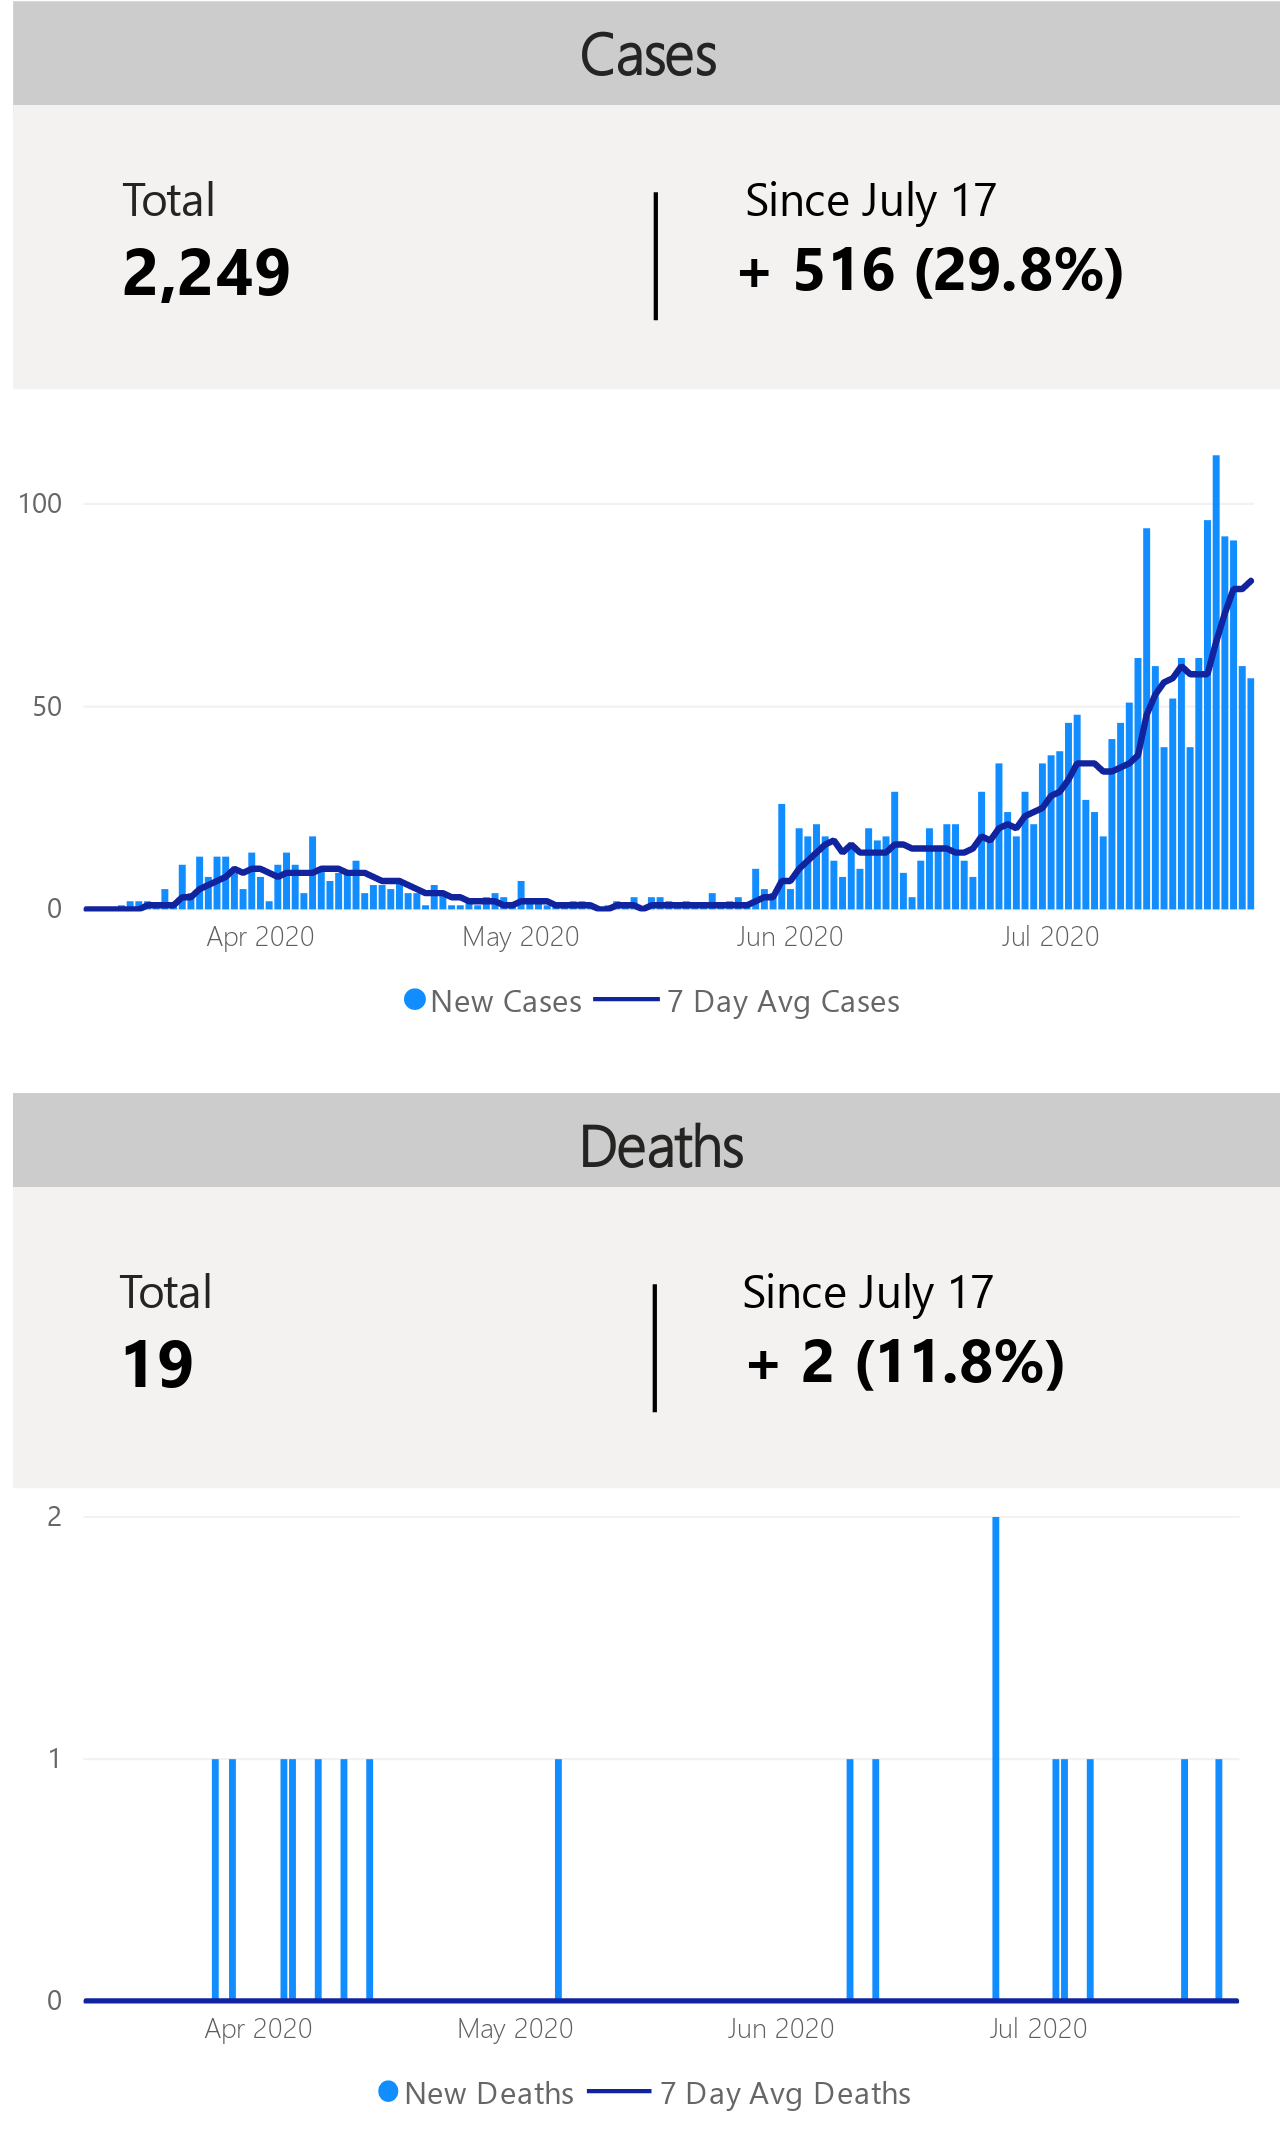 Cases
Total
Since July 17
2,249
+ 516 (29.8%)
100
50
0
Apr 2020
May 2020
Jun 2020
Jul 2020
New Cases
7 Day Avg Cases
Deaths
Total
Since July 17
19
+ 2 (11.8%)
2
1
0
Apr 2020
May 2020
Jun 2020
Jul 2020
New Deaths
7 Day Avg Deaths